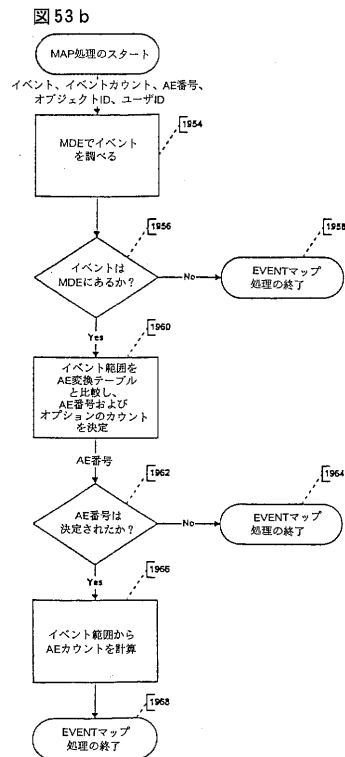 図53b
MAP処理のスタート
イベント、イベントカウント、AE番号、
オブジェクトID、ユーザID
1954
MDEでイベント
を調べる
1956
イベントは
MDEにあるか?
No
1958
EVENTマップ
処理の終了
Yes
1960
イベント範囲を
AE変換テーブル
と比較し、
AE番号および
オプションのカウント
を決定
AE番号
1962
AE番号は
決定されたか?
No
1964
EVENTマップ
処理の終了
Yes
1966
イベント範囲から
AEカウントを計算
1968
EVENTマップ
処理の終了